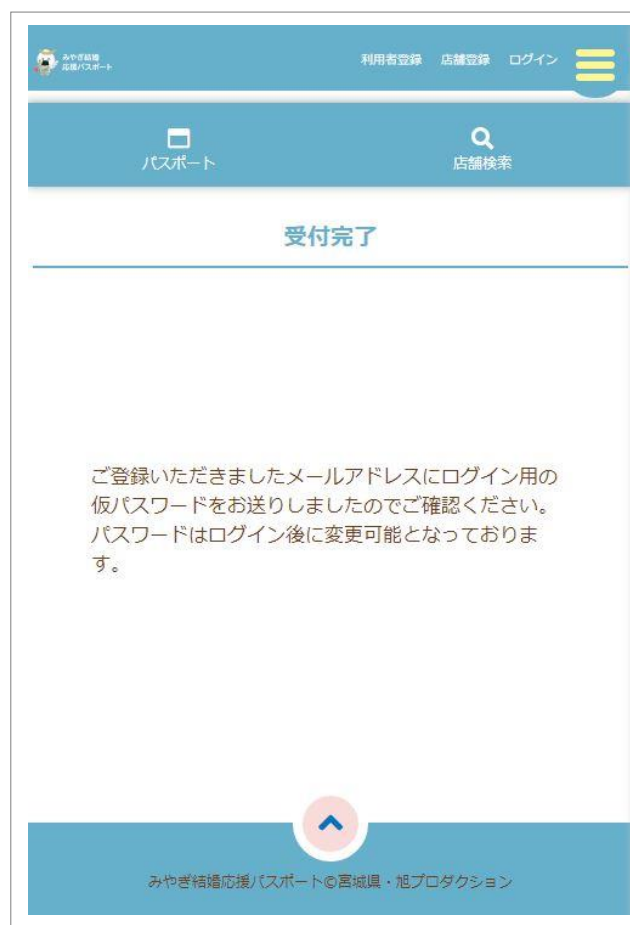 みやぎ結婚
応援パスポート
利用者登録 店舗登録 ログイン
パスポート
店舗検索
受付完了
ご登録いただきましたメールアドレスにログイン用の
仮パスワードをお送りしましたのでご確認ください。
パスワードはログイン後に変更可能となっておりま
す。
みやぎ結婚応援パスポート©宮城県・旭プロダクション